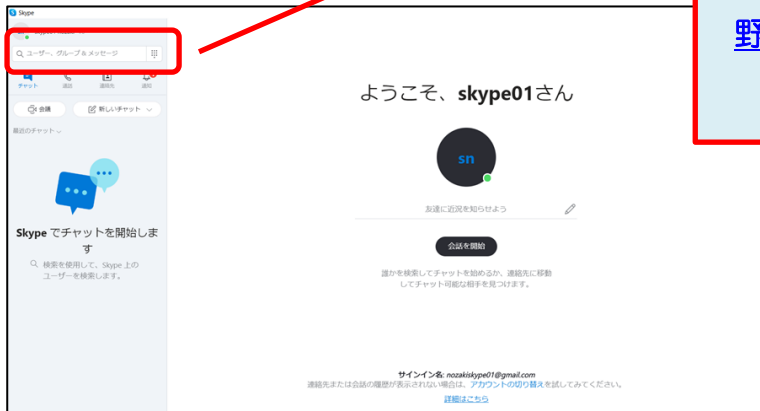 Skype
野
ユーザー、グループ & メッセージ
チャット 通話 連絡先 通知
会議 新しいチャット
最近のチャット
Skype でチャットを開始しま
す
検索を使用して、Skype 上の
ユーザーを検索します。
ようこそ、skype01さん
sn
友達に近況を知らせよう
会話を開始
誰かを検索してチャットを始めるか、連絡先に移動
してチャット可能な相手を見つけます。
サインイン名: nozakiskype01@gmail.com
連絡先または会話の履歴が表示されない場合は、アカウントの切り替えを試してみてください。
詳細はこちら